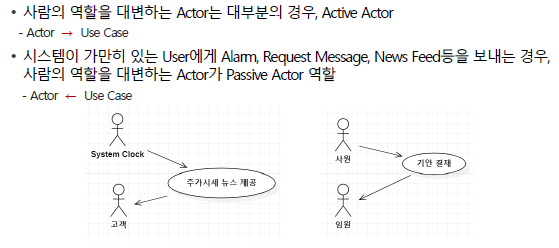 • 사람의 역할을 대변하는 Actor는 대부분의 경우, Active Actor
- Actor → Use Case
• 시스템이 가만히 있는 User에게 Alarm, Request Message, News Feed등을 보내는 경우,
사람의 역할을 대변하는 Actor가 Passive Actor 역할
- Actor ← Use Case
System Clock
주가시세 뉴스 제공
고객
사원
기안 결재
임원